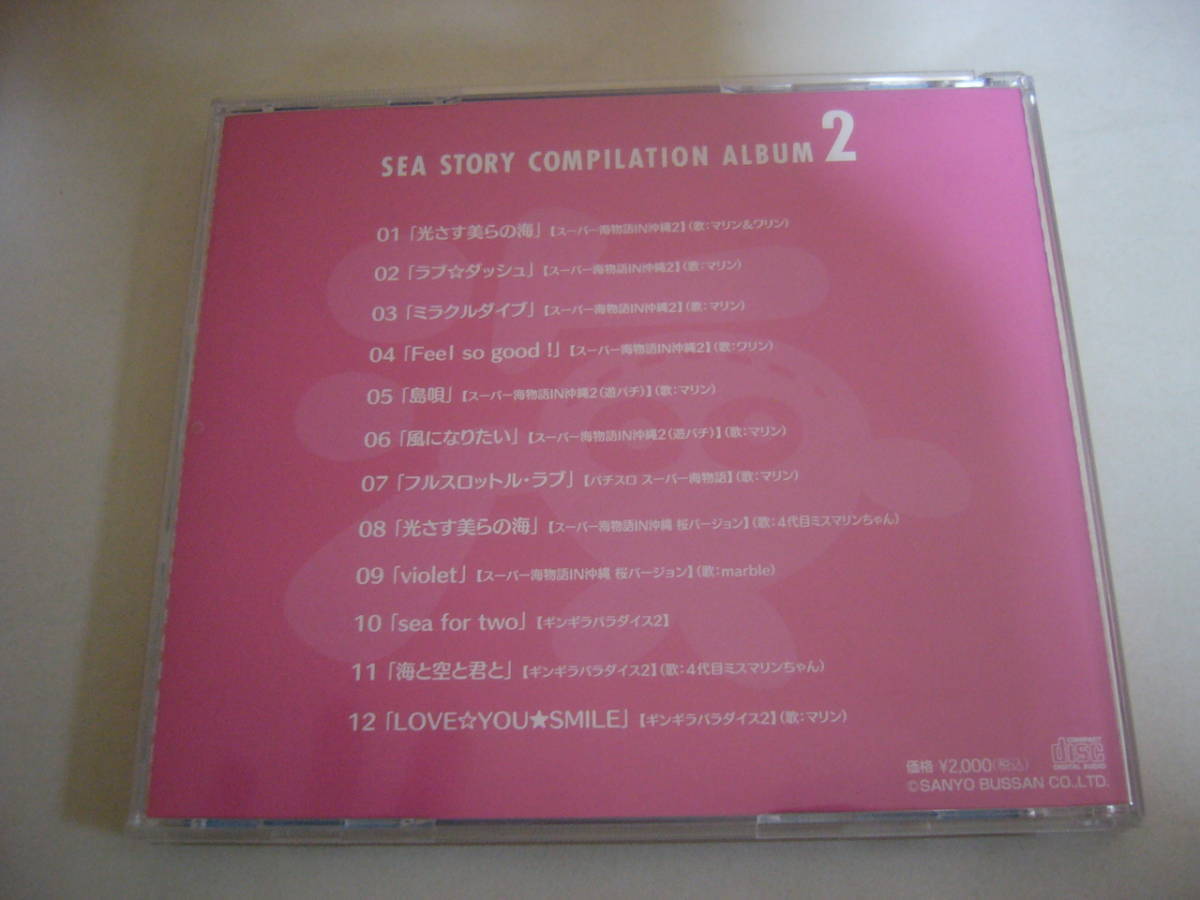 SEA STORY COMPILATION ALBUM 2
01「光さす美らの海」【スーパー海物語IN沖縄2】(歌:マリン&ワリン)
02「ラブ☆ダッシュ」【スーパー海物語IN沖縄2】(歌:マリン)
03「ミラクルダイブ」【スーパー海物語IN沖縄2】(歌:マリン)
04「Feel so good !」【スーパー海物語IN沖縄2】(歌:ワリン)
05「島唄」【スーパー海物語IN沖縄2(遊パチ)】(歌:マリン)
06「風になりたい」【スーパー海物語IN沖縄2(遊パチ)】(歌:マリン)
07「フルスロットル・ラブ」【パチスロ スーパー海物語】(歌:マリン)
08「光さす美らの海」【スーパー海物語IN沖縄 桜バージョン】(歌:4代目ミスマリンちゃん)
09「violet」【スーパー海物語IN沖縄 桜バージョン】(歌:marble)
10「sea for two」【ギンギラパラダイス2】
11「海と空と君と」【ギンギラパラダイス2】(歌:4代目ミスマリンちゃん)
12「LOVE☆YOU★SMILE」【ギンギラパラダイス2】(歌:マリン)
COMPACT
disc
DIGITAL AUDIO
価格 ¥2,000(税込)
©SANYO BUSSAN CO.,LTD.